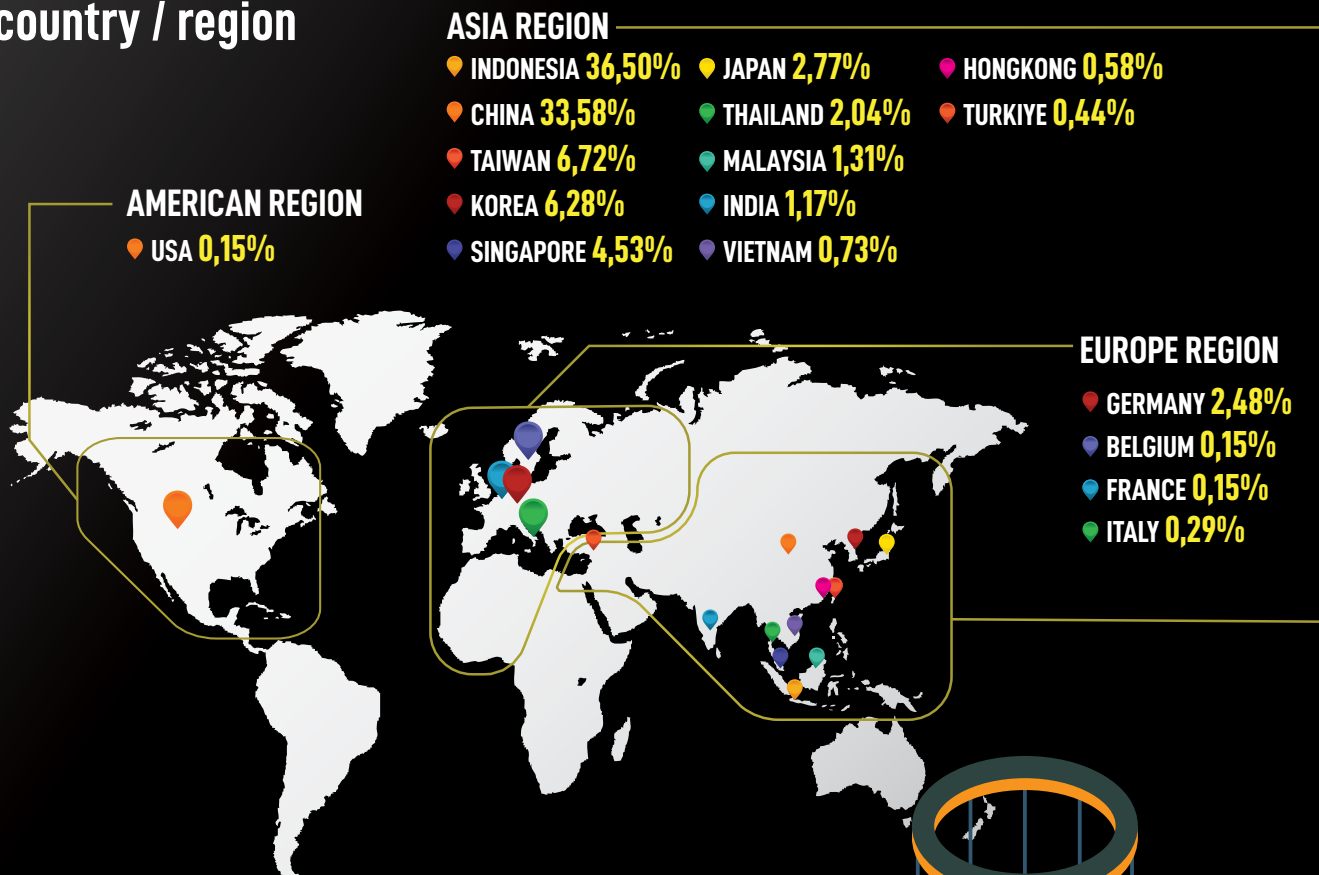 country / region
ASIA REGION
INDONESIA 36,50%
CHINA 33,58%
TAIWAN 6,72%
KOREA 6,28%
SINGAPORE 4,53%
JAPAN 2,77%
THAILAND 2,04%
MALAYSIA 1,31%
INDIA 1,17%
VIETNAM 0,73%
HONGKONG 0,58%
TURKIYE 0,44%
AMERICAN REGION
USA 0,15%
EUROPE REGION
GERMANY 2,48%
BELGIUM 0,15%
FRANCE 0,15%
ITALY 0,29%